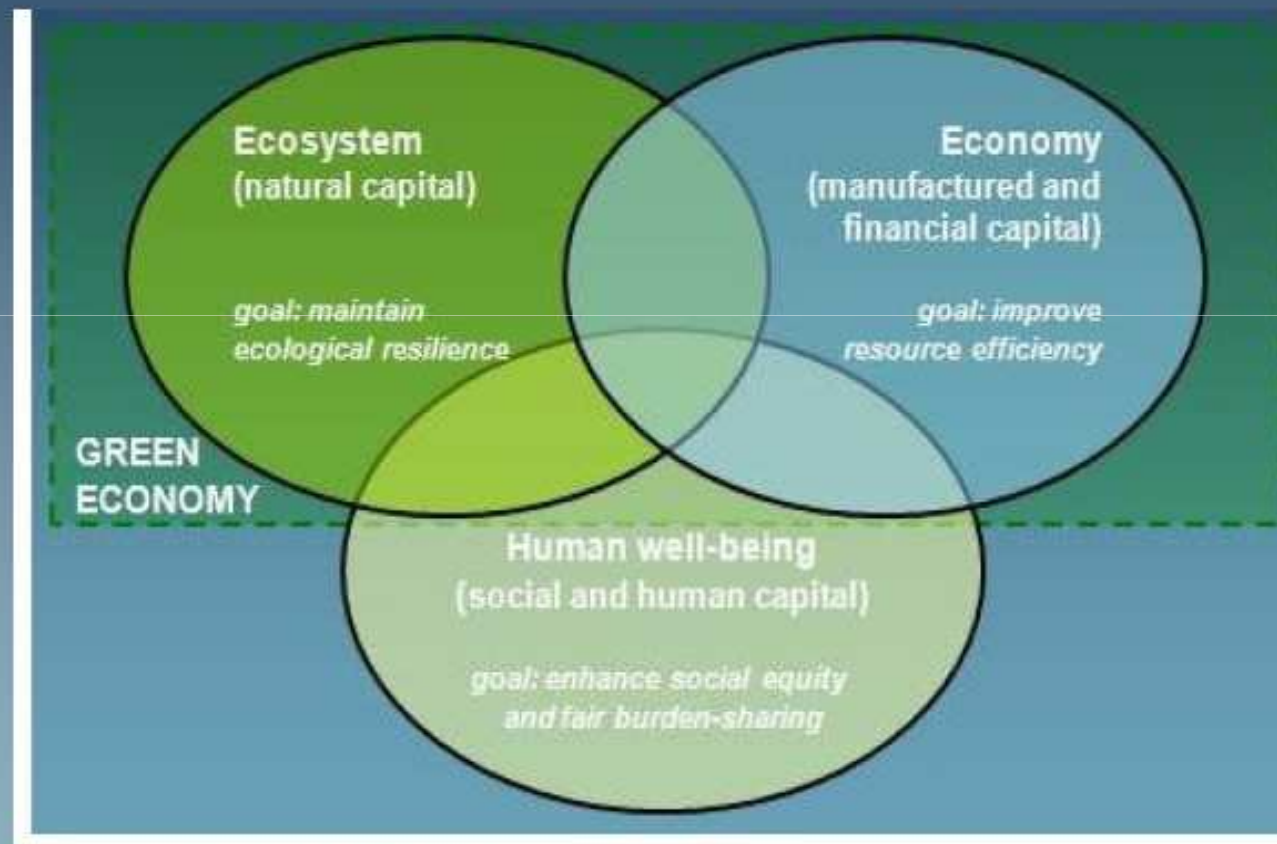 Ecosystem
(natural capital)
goal: maintain
ecological resilience
Economy
(manufactured and
financial capital)
goal: improve
resource efficiency
GREEN
ECONOMY
Human well-being
(social and human capital)
goal: enhance social equity
and fair burden-sharing